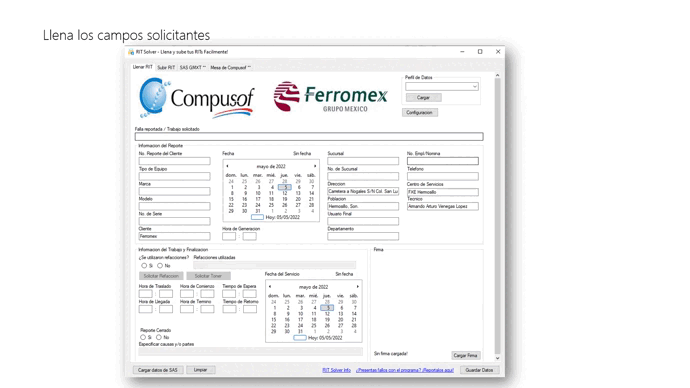 Llena los campos solicitantes
RIT Solver - Llena y sube tus RITs Facilmente!
Llenar RIT Subir RIT SAS GMXT ** Mesa de Compusof **
Perfil de Datos
Compusof
Ferromex
GRUPO MEXICO
Cargar
Configuracion
Falla reportada / Trabajo solicitado
Informacion del Reporte
No. Reporte del Cliente Fecha Sin fecha Sucursal No. Empl/Nomina
Tipo de Equipo No. de Sucursal Telefono
mayo de 2022
dom. lun. mar. mié. jue. vie. sáb.
24 25 26 27 28 29 30
1 2 3 4 5 6 7
8 9 10 11 12 13 14
15 16 17 18 19 20 21
22 23 24 25 26 27 28
29 30 31 1 2 3 4
Hoy: 05/05/2022
Marca Direccion Centro de Servicios
Carretera a Nogales S/N Col. San Lu FXE Hermosillo
Modelo Poblacion Tecnico
Hermosillo, Son. Armando Arturo Venegas Lopez
No. de Serie Usuario Final
Cliente Hora de Generacion Departamento
Ferromex :
Informacion del Trabajo y Finalizacion Firma
¿Se utilizaron refacciones? Refacciones utilizadas
Si No
Solicitar Refaccion Solicitar Toner Fecha del Servicio Sin fecha
Hora de Traslado Hora de Comienzo Tiempo de Espera
Hora de Llegada Hora de Termino Tiempo de Retorno
mayo de 2022
dom. lun. mar. mié. jue. vie. sáb.
24 25 26 27 28 29 30
1 2 3 4 5 6 7
8 9 10 11 12 13 14
15 16 17 18 19 20 21
22 23 24 25 26 27 28
29 30 31 1 2 3 4
Hoy: 05/05/2022
Reporte Cerrado
Si No
Especificar causas y/o partes
Sin firma cargada! Cargar Firma
Cargar datos de SAS Limpiar RIT Solver Info ¿Presentas fallos con el programa? ¡Reportalos aqui! Guardar Datos